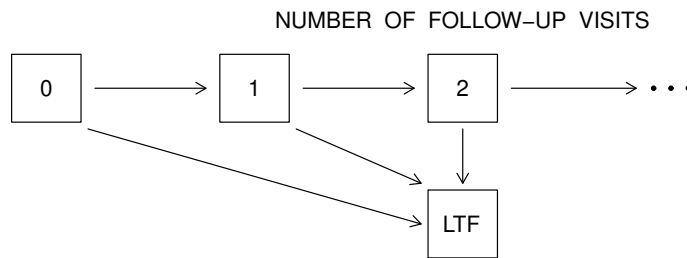 NUMBER OF FOLLOW–UP VISITS
0 1 2 • • •
LTF